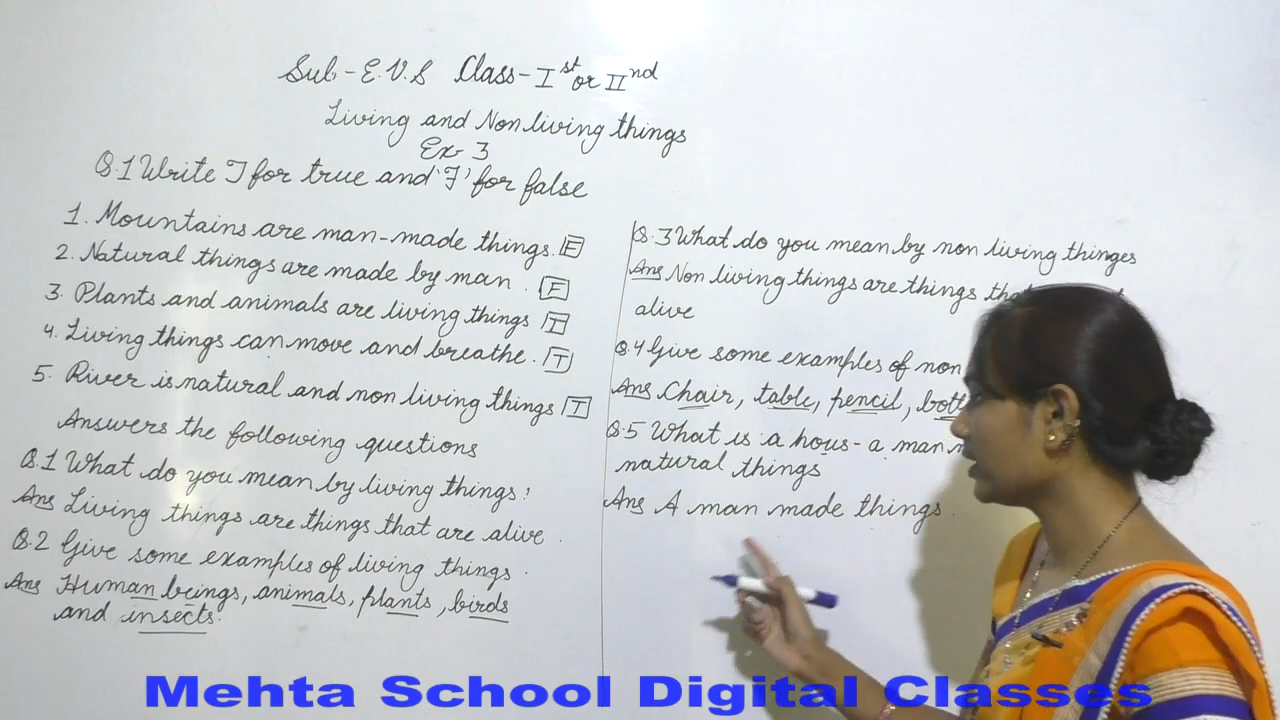 Sub - E.V.S Class - Ist or IInd
Living and Non living things
Ex 3
Q.1 Write T for true and 'F' for false
1. Mountains are man-made things. F
2. Natural things are made by man. F
3. Plants and animals are living things T
4. Living things can move and breathe. T
5. River is natural and non living things T
Answers the following questions
Q.1 What do you mean by living things!
Ans Living things are things that are alive.
Q.2 Give some examples of living things.
Ans Human beings, animals, plants, birds
and insects.
Q.3 What do you mean by non living thinges
Ans Non living things are things
alive
Q.4 Give some examples of non
Ans Chair, table, pencil,
Q.5 What is a hous - a man
natural things
Ans A man made things.
Mehta School Digital Classes